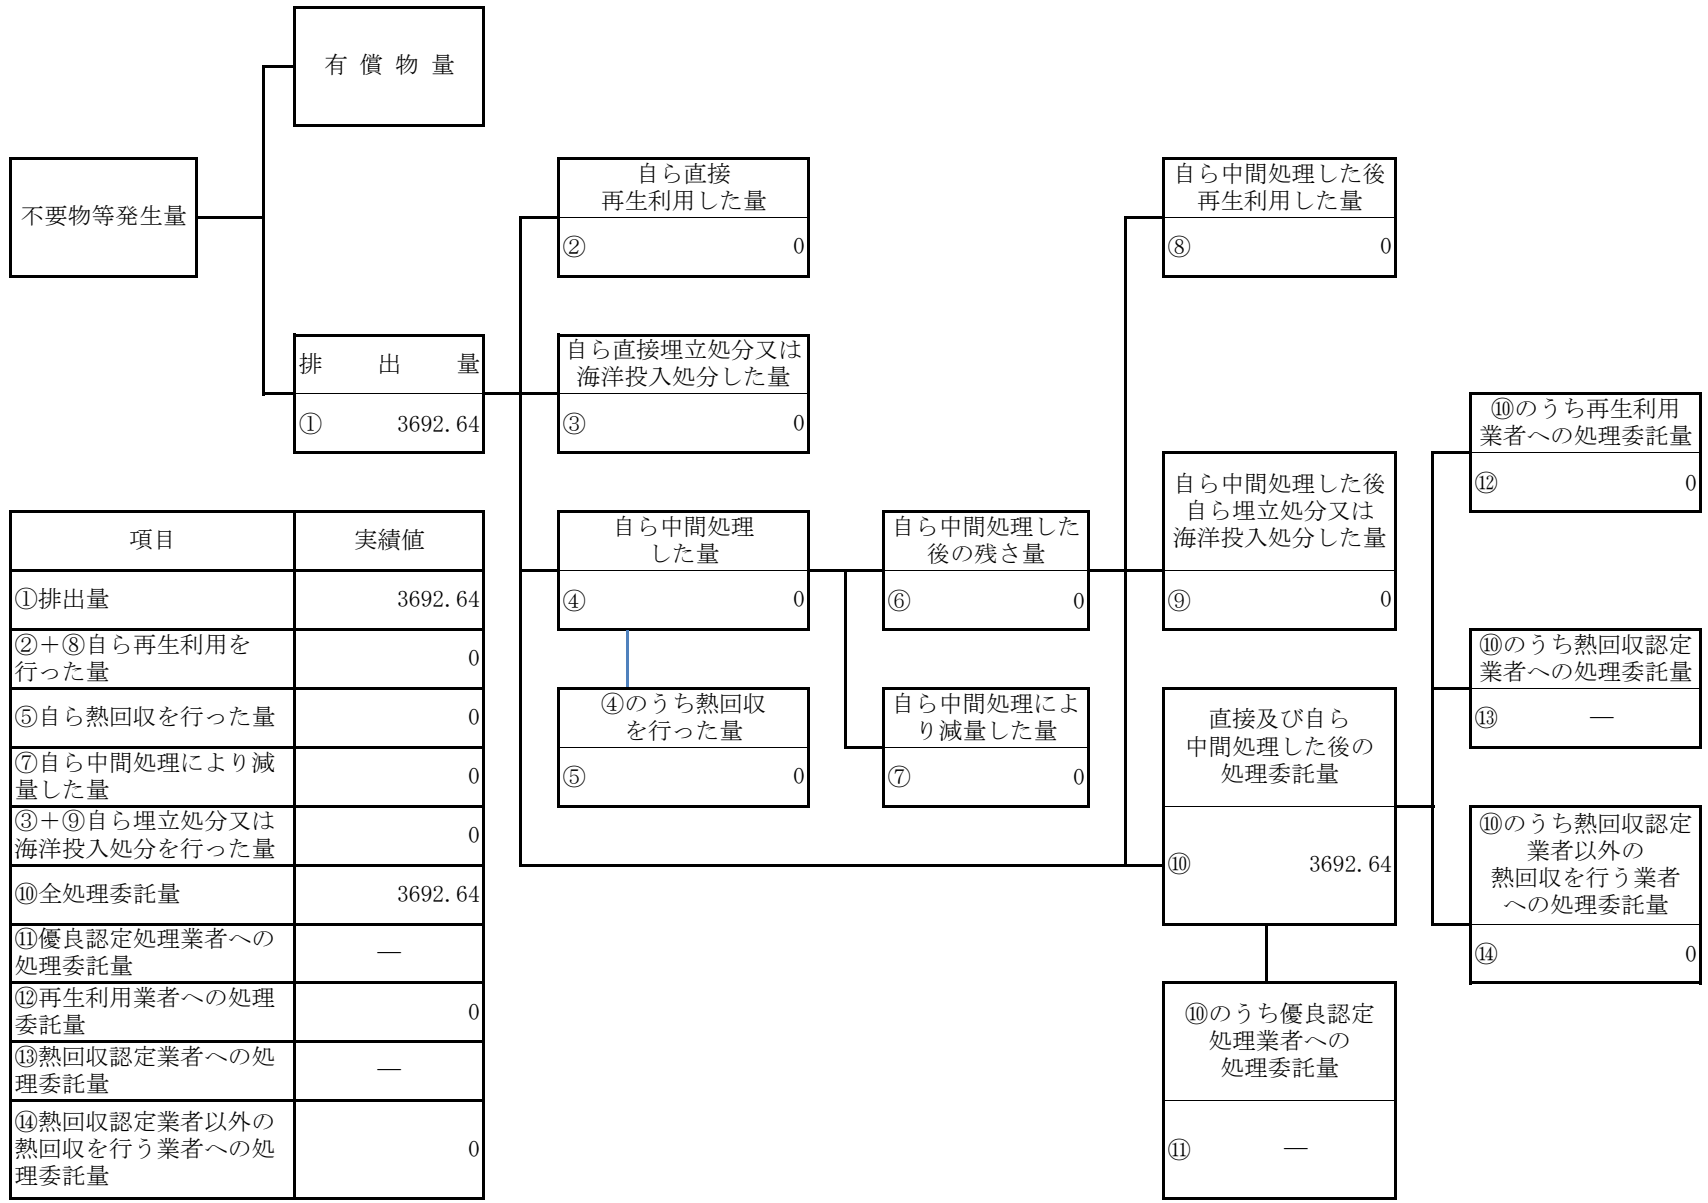 有償物量
不要物等発生量
自ら直接
再生利用した量
② 0
自ら中間処理した後
再生利用した量
⑧ 0
排出量
① 3692.64
自ら直接埋立処分又は
海洋投入処分した量
③ 0
⑩のうち再生利用
業者への処理委託量
⑫ 0
自ら中間処理した後
自ら埋立処分又は
海洋投入処分した量
⑨ 0
自ら中間処理
した量
④ 0
自ら中間処理した
後の残さ量
⑥ 0
⑩のうち熱回収認定
業者への処理委託量
⑬ ―
④のうち熱回収
を行った量
⑤ 0
自ら中間処理によ
り減量した量
⑦ 0
直接及び自ら
中間処理した後の
処理委託量
⑩ 3692.64
⑩のうち熱回収認定
業者以外の
熱回収を行う業者
への処理委託量
⑭ 0
⑩のうち優良認定
処理業者への
処理委託量
⑪ ―
項目 実績値
①排出量 3692.64
②＋⑧自ら再生利用を
行った量 0
⑤自ら熱回収を行った量 0
⑦自ら中間処理により減
量した量 0
③＋⑨自ら埋立処分又は
海洋投入処分を行った量 0
⑩全処理委託量 3692.64
⑪優良認定処理業者への
処理委託量 ―
⑫再生利用業者への処理
委託量 0
⑬熱回収認定業者への処
理委託量 ―
⑭熱回収認定業者以外の
熱回収を行う業者への処
理委託量 0